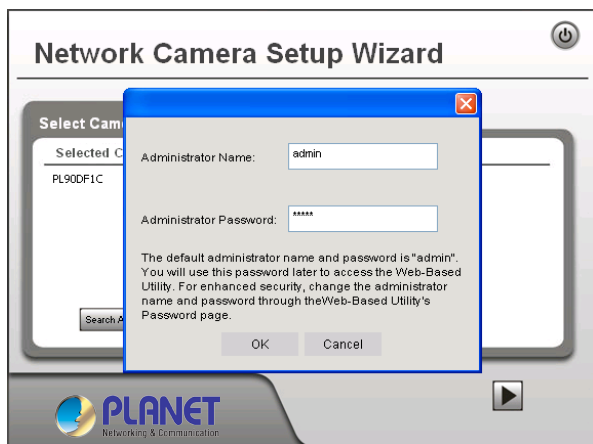 Network Camera Setup Wizard
Select Cam
Selected C
PL90DF1C
Administrator Name: admin
Administrator Password: *****
The default administrator name and password is "admin".
You will use this password later to access the Web-Based
Utility. For enhanced security, change the administrator
name and password through theWeb-Based Utility's
Password page.
Search A
OK Cancel
PLANET
Networking & Communication